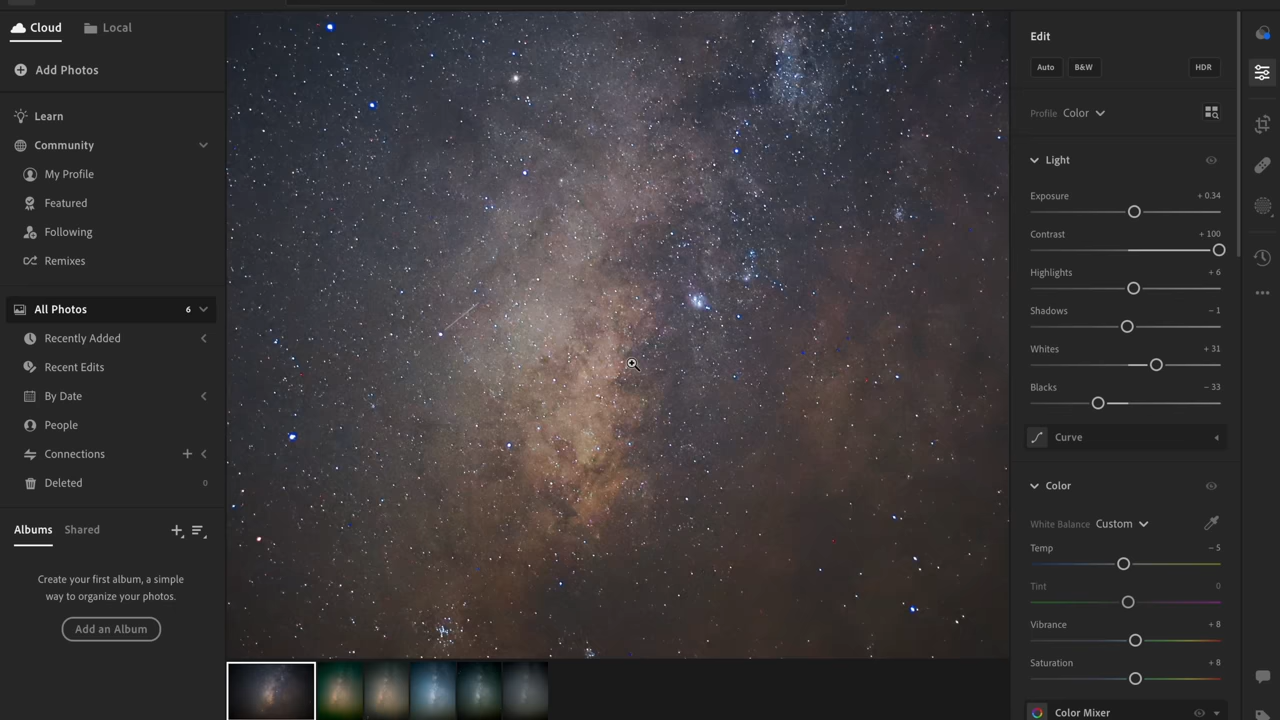 Cloud
Local
Add Photos
Learn
Community
My Profile
Featured
Following
Remixes
All Photos 6
Recently Added
Recent Edits
By Date
People
Connections
Deleted 0
Albums Shared
Create your first album, a simple
way to organize your photos.
Add an Album
Edit
Auto B&W HDR
Profile Color
Light
Exposure + 0.34
Contrast + 100
Highlights + 6
Shadows – 1
Whites + 31
Blacks – 33
Curve
Color
White Balance Custom
Temp – 5
Tint 0
Vibrance + 8
Saturation + 8
Color Mixer